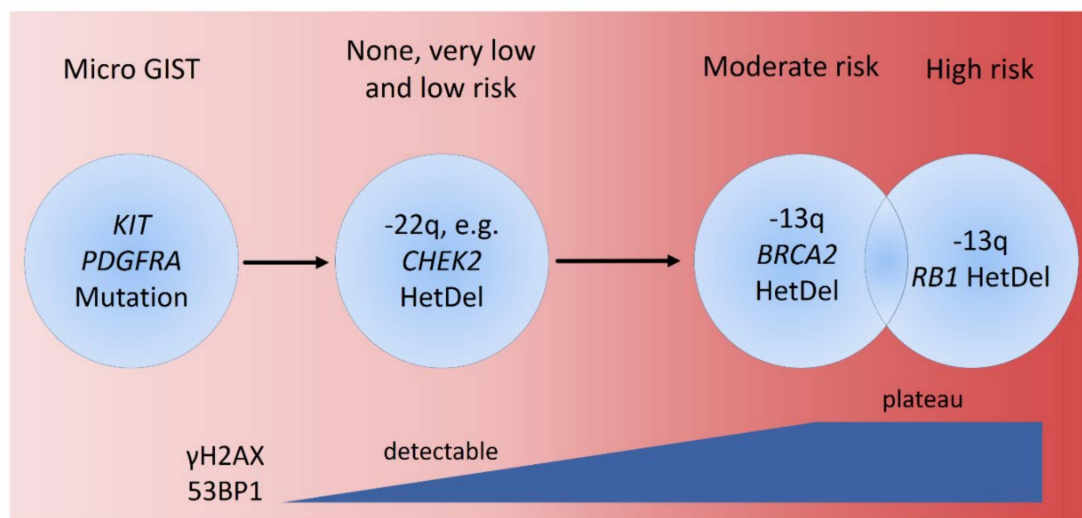 Micro GIST
None, very low
and low risk
Moderate risk
High risk
KIT
PDGFRA
Mutation
-22q, e.g.
CHEK2
HetDel
-13q
BRCA2
HetDel
-13q
RB1 HetDel
plateau
detectable
γH2AX
53BP1